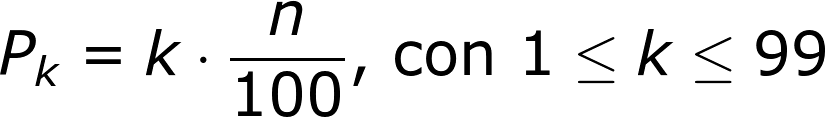 P_k = k · n/100, con 1 ≤ k ≤ 99